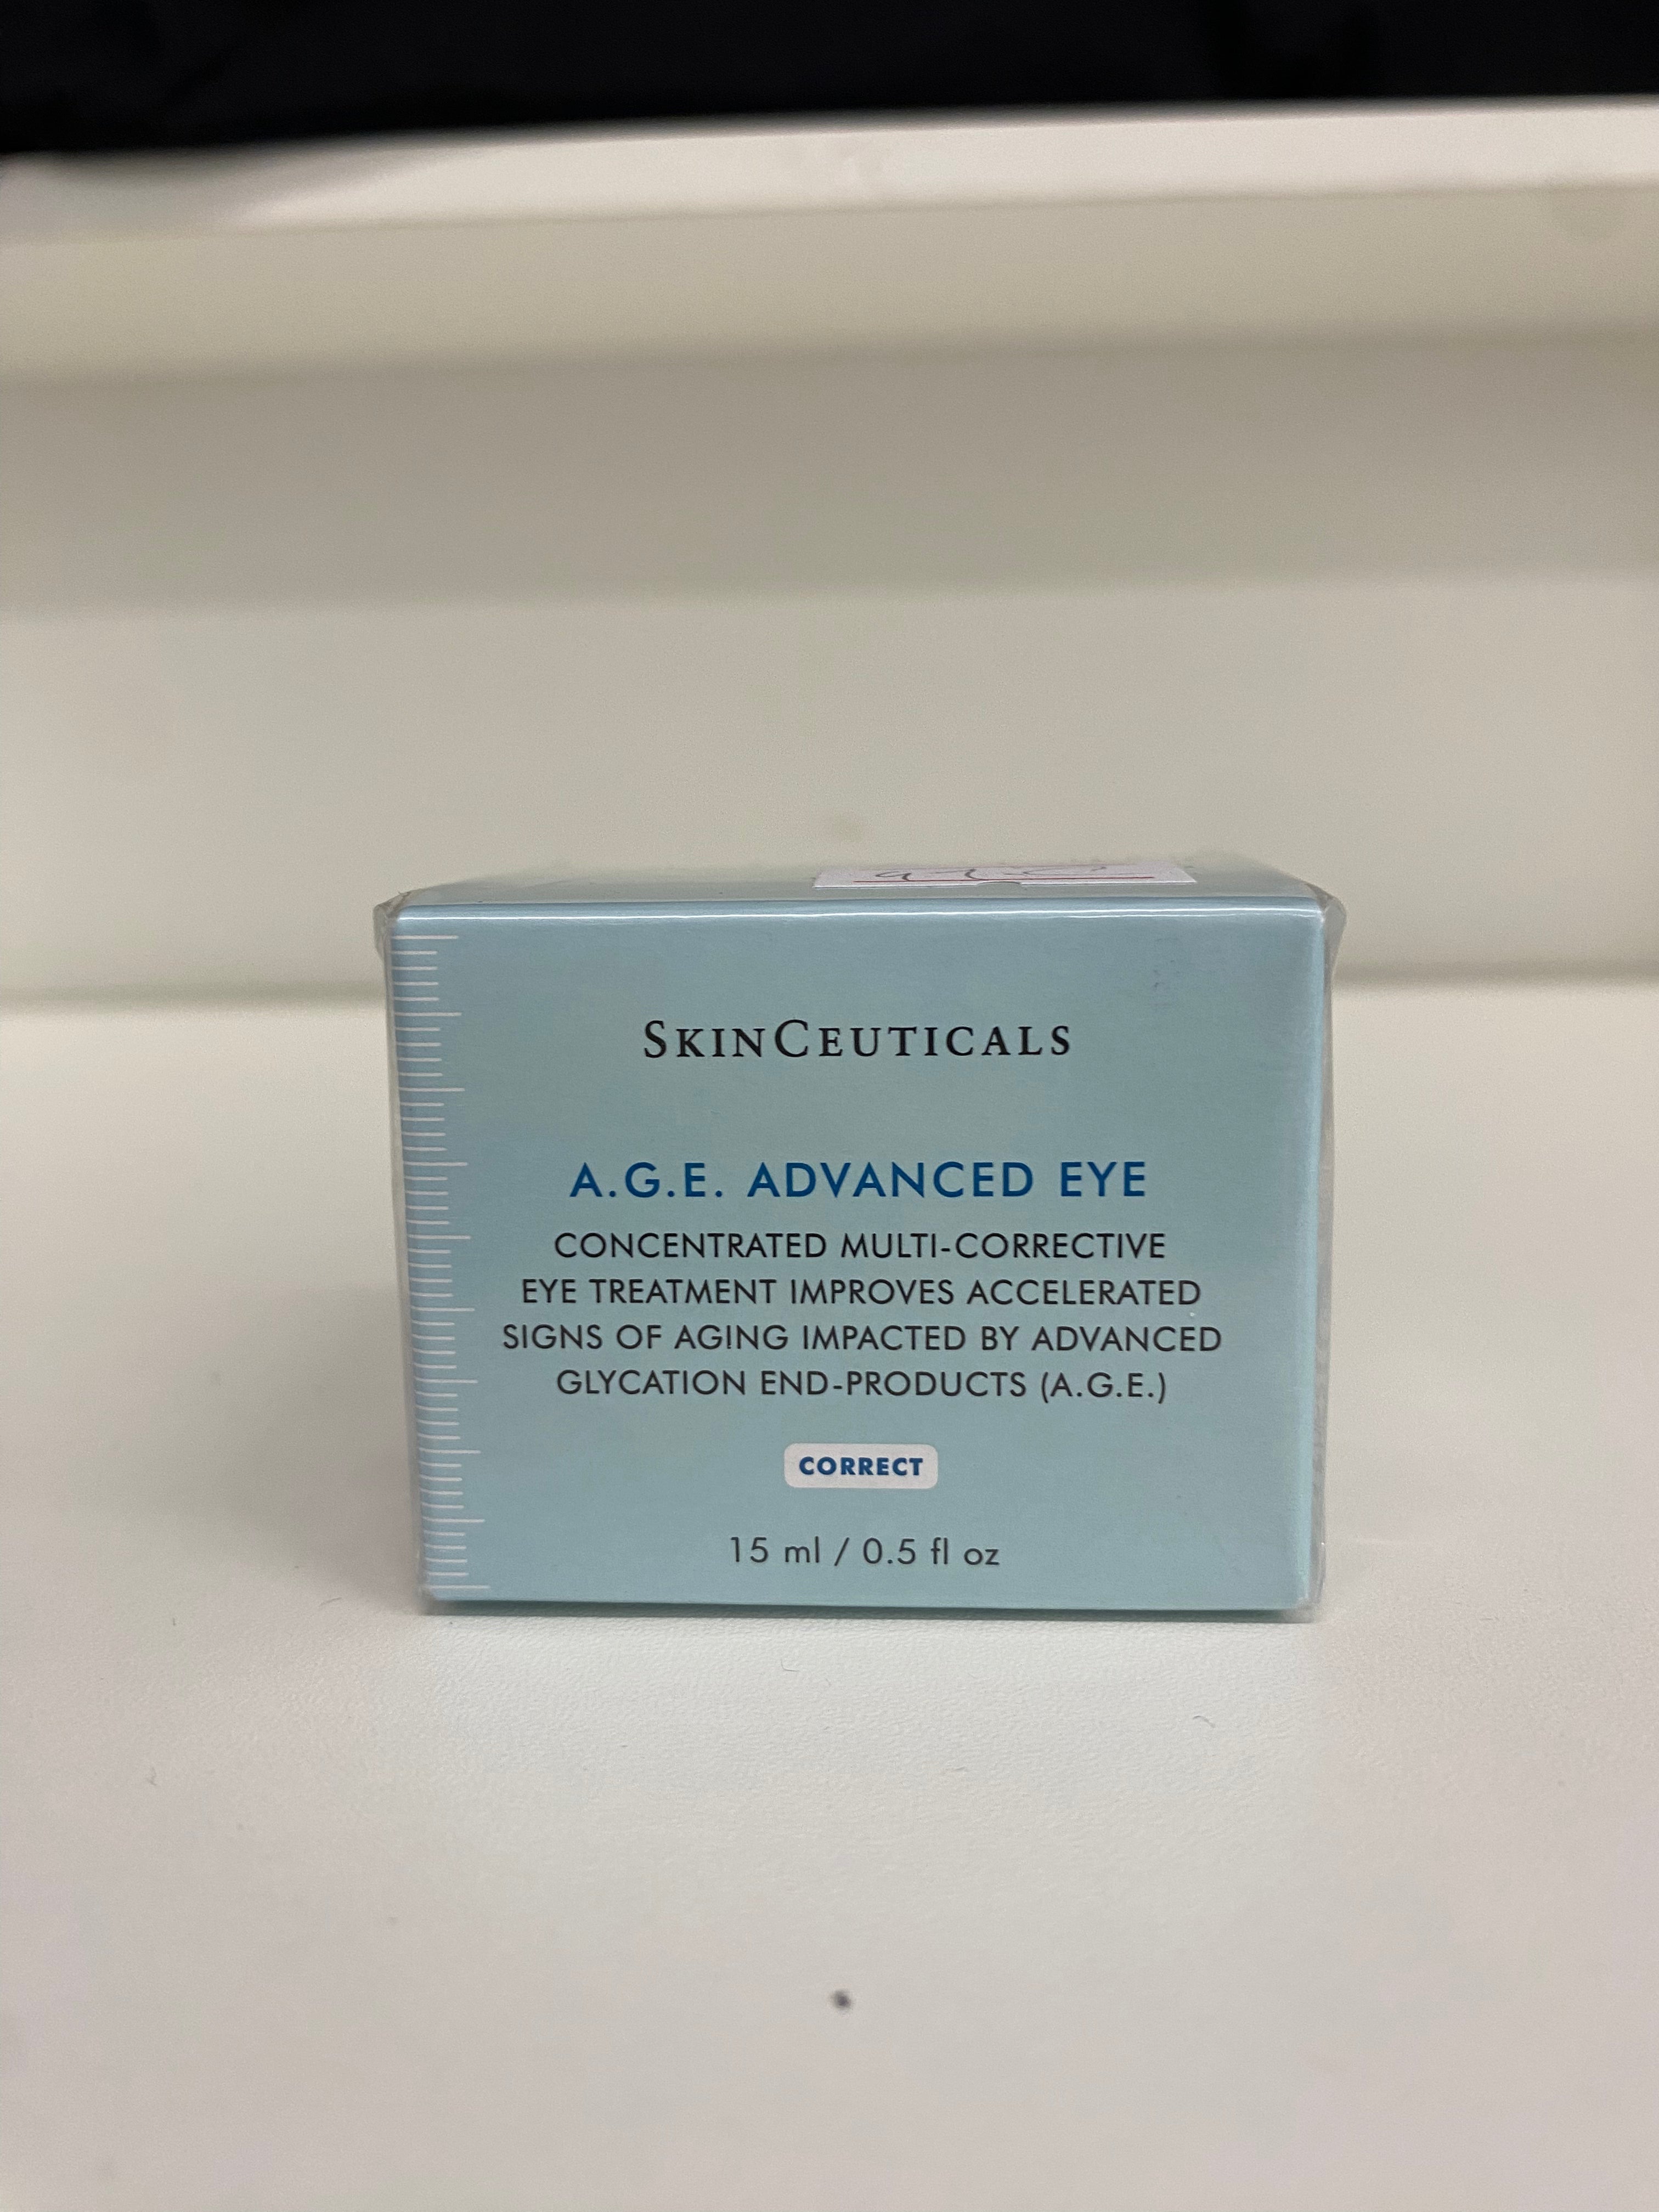 SKINCEUTICALS
A.G.E. ADVANCED EYE
CONCENTRATED MULTI-CORRECTIVE
EYE TREATMENT IMPROVES ACCELERATED
SIGNS OF AGING IMPACTED BY ADVANCED
GLYCATION END-PRODUCTS (A.G.E.)
CORRECT
15 ml / 0.5 fl oz